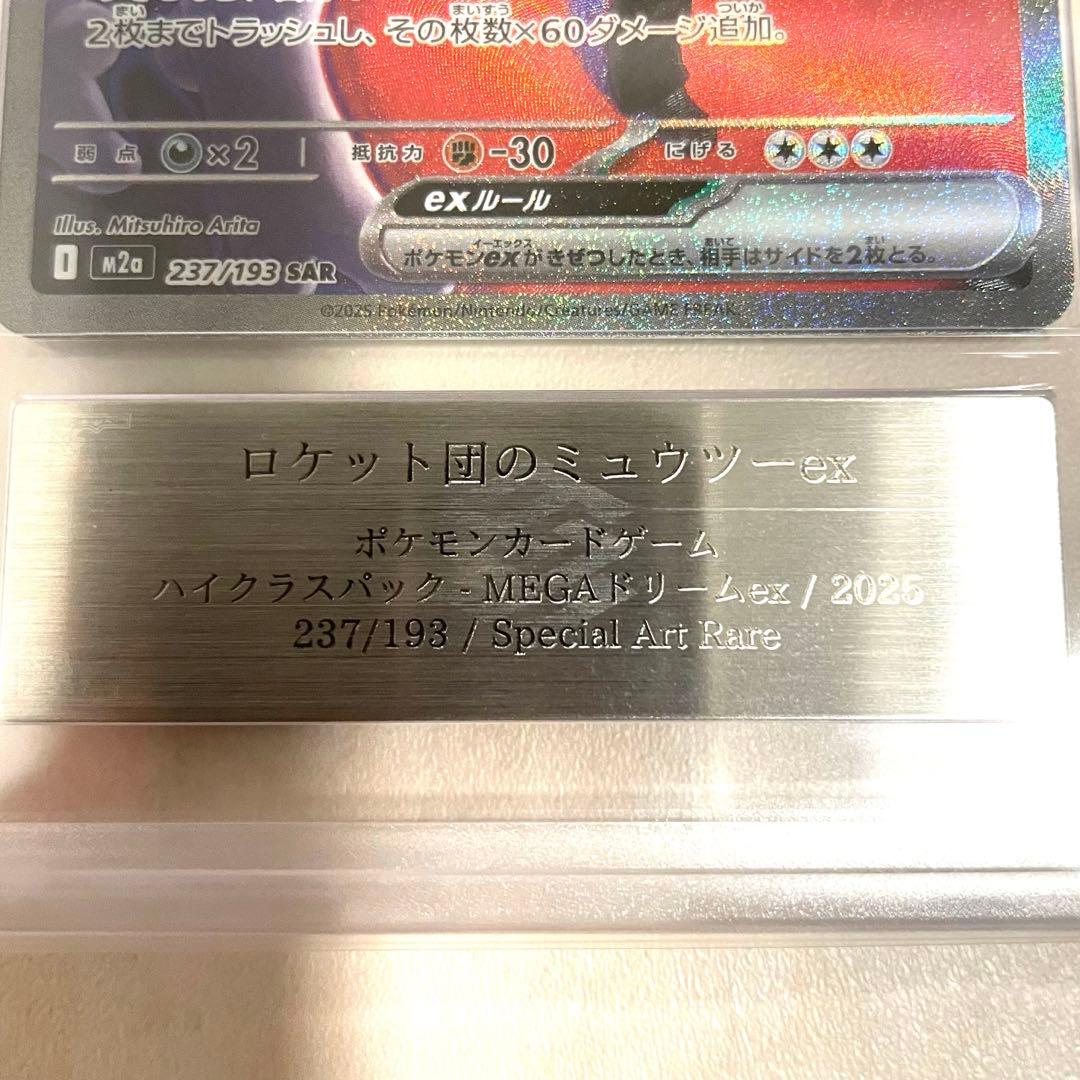 2枚までトラッシュし、その枚数×60ダメージ追加。
弱点 ×2 抵抗力 -30 にげる
exルール
ポケモンexがきぜつしたとき、相手はサイドを2枚とる。
Illus. Mitsuhiro Arita
I M2a 237/193 SAR
©2025 Pokémon/Nintendo/Creatures/GAME FREAK.
ロケット団のミュウツーex
ポケモンカードゲーム
ハイクラスパック - MEGAドリームex / 2025
237/193 / Special Art Rare